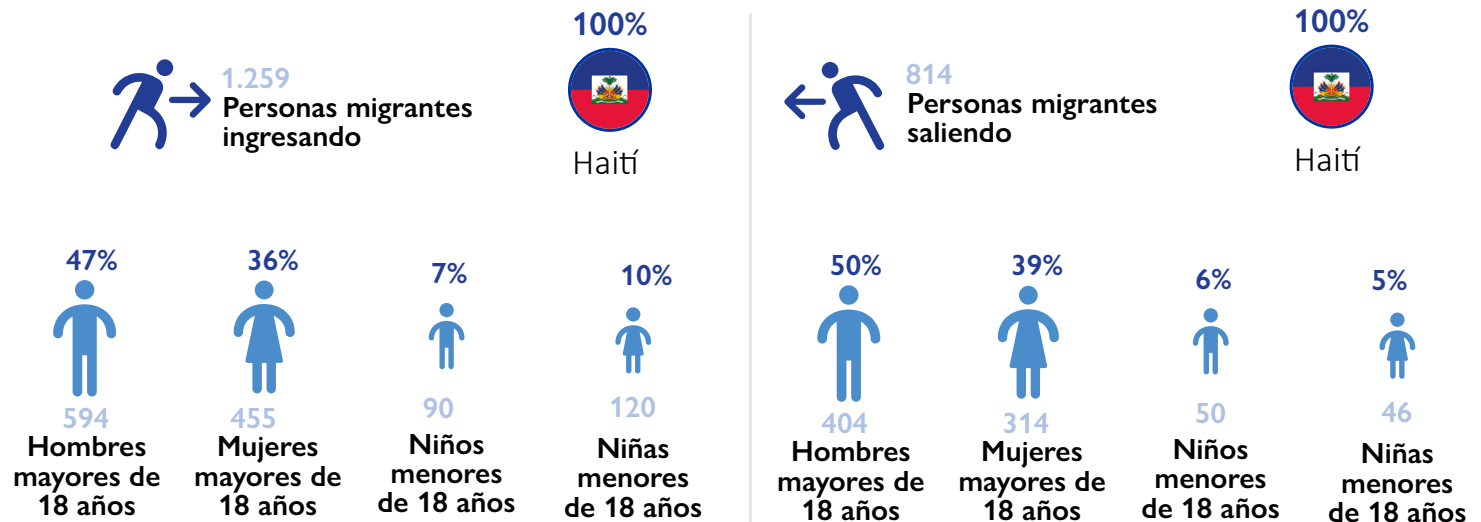 1.259
Personas migrantes
ingresando
100%
Haití
47%
594
Hombres
mayores de
18 años
36%
455
Mujeres
mayores de
18 años
7%
90
Niños
menores
de 18 años
10%
120
Niñas
menores
de 18 años
814
Personas migrantes
saliendo
100%
Haití
50%
404
Hombres
mayores de
18 años
39%
314
Mujeres
mayores de
18 años
6%
50
Niños
menores
de 18 años
5%
46
Niñas
menores
de 18 años